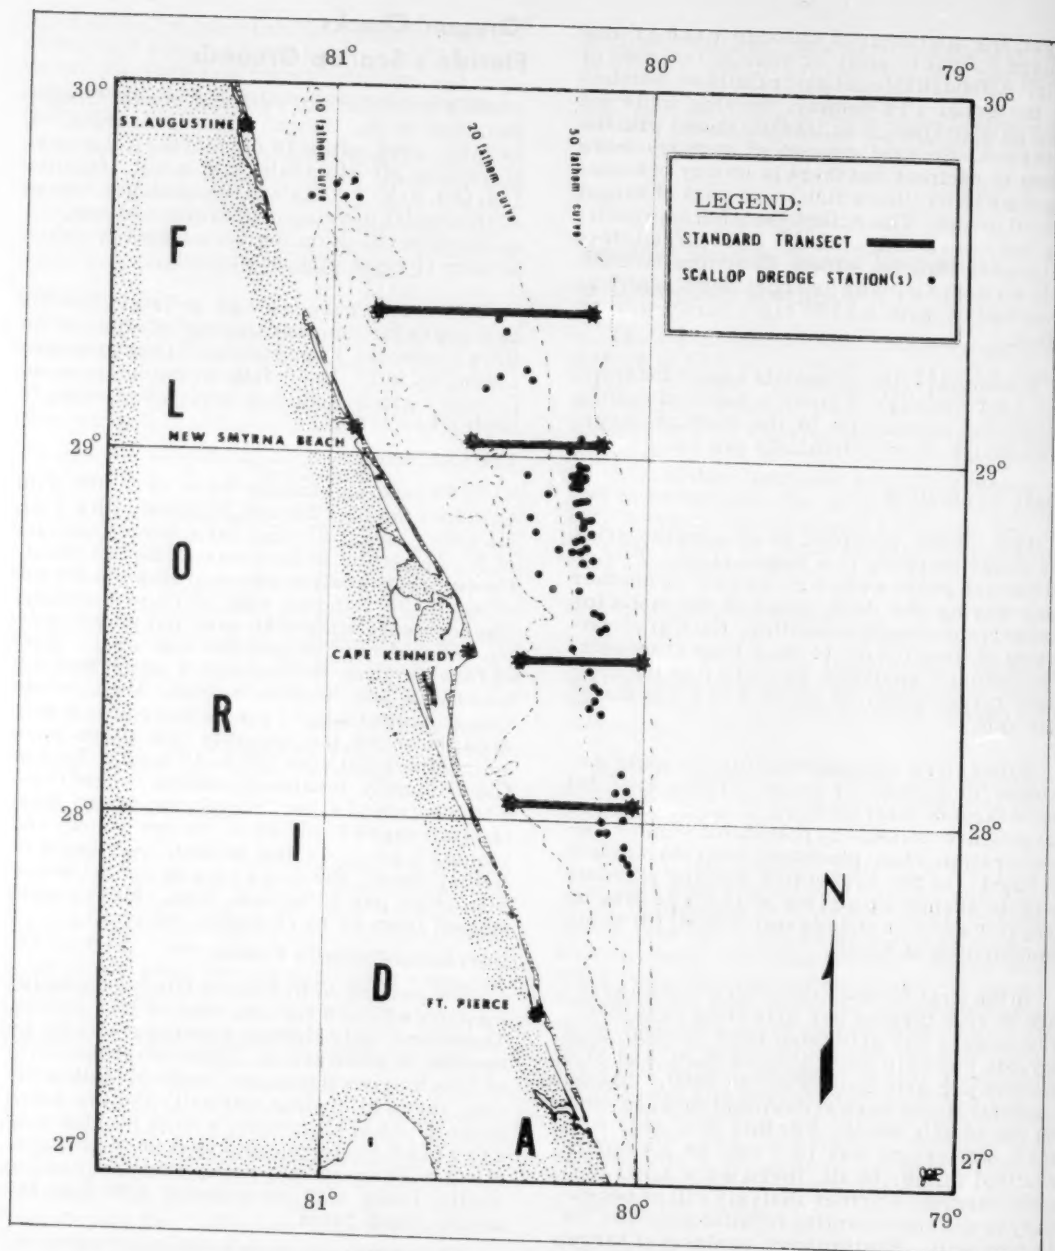 81°
80°
79°
30°
30°
ST. AUGUSTINE
10 fathom curve
20 fathom curve
50 fathom curve
LEGEND:
STANDARD TRANSECT
SCALLOP DREDGE STATION(s)
F
L
NEW SMYRNA BEACH
29°
29°
O
CAPE KENNEDY
R
28°
28°
I
N
D
FT. PIERCE
A
27°
27°
81°
80°
79°